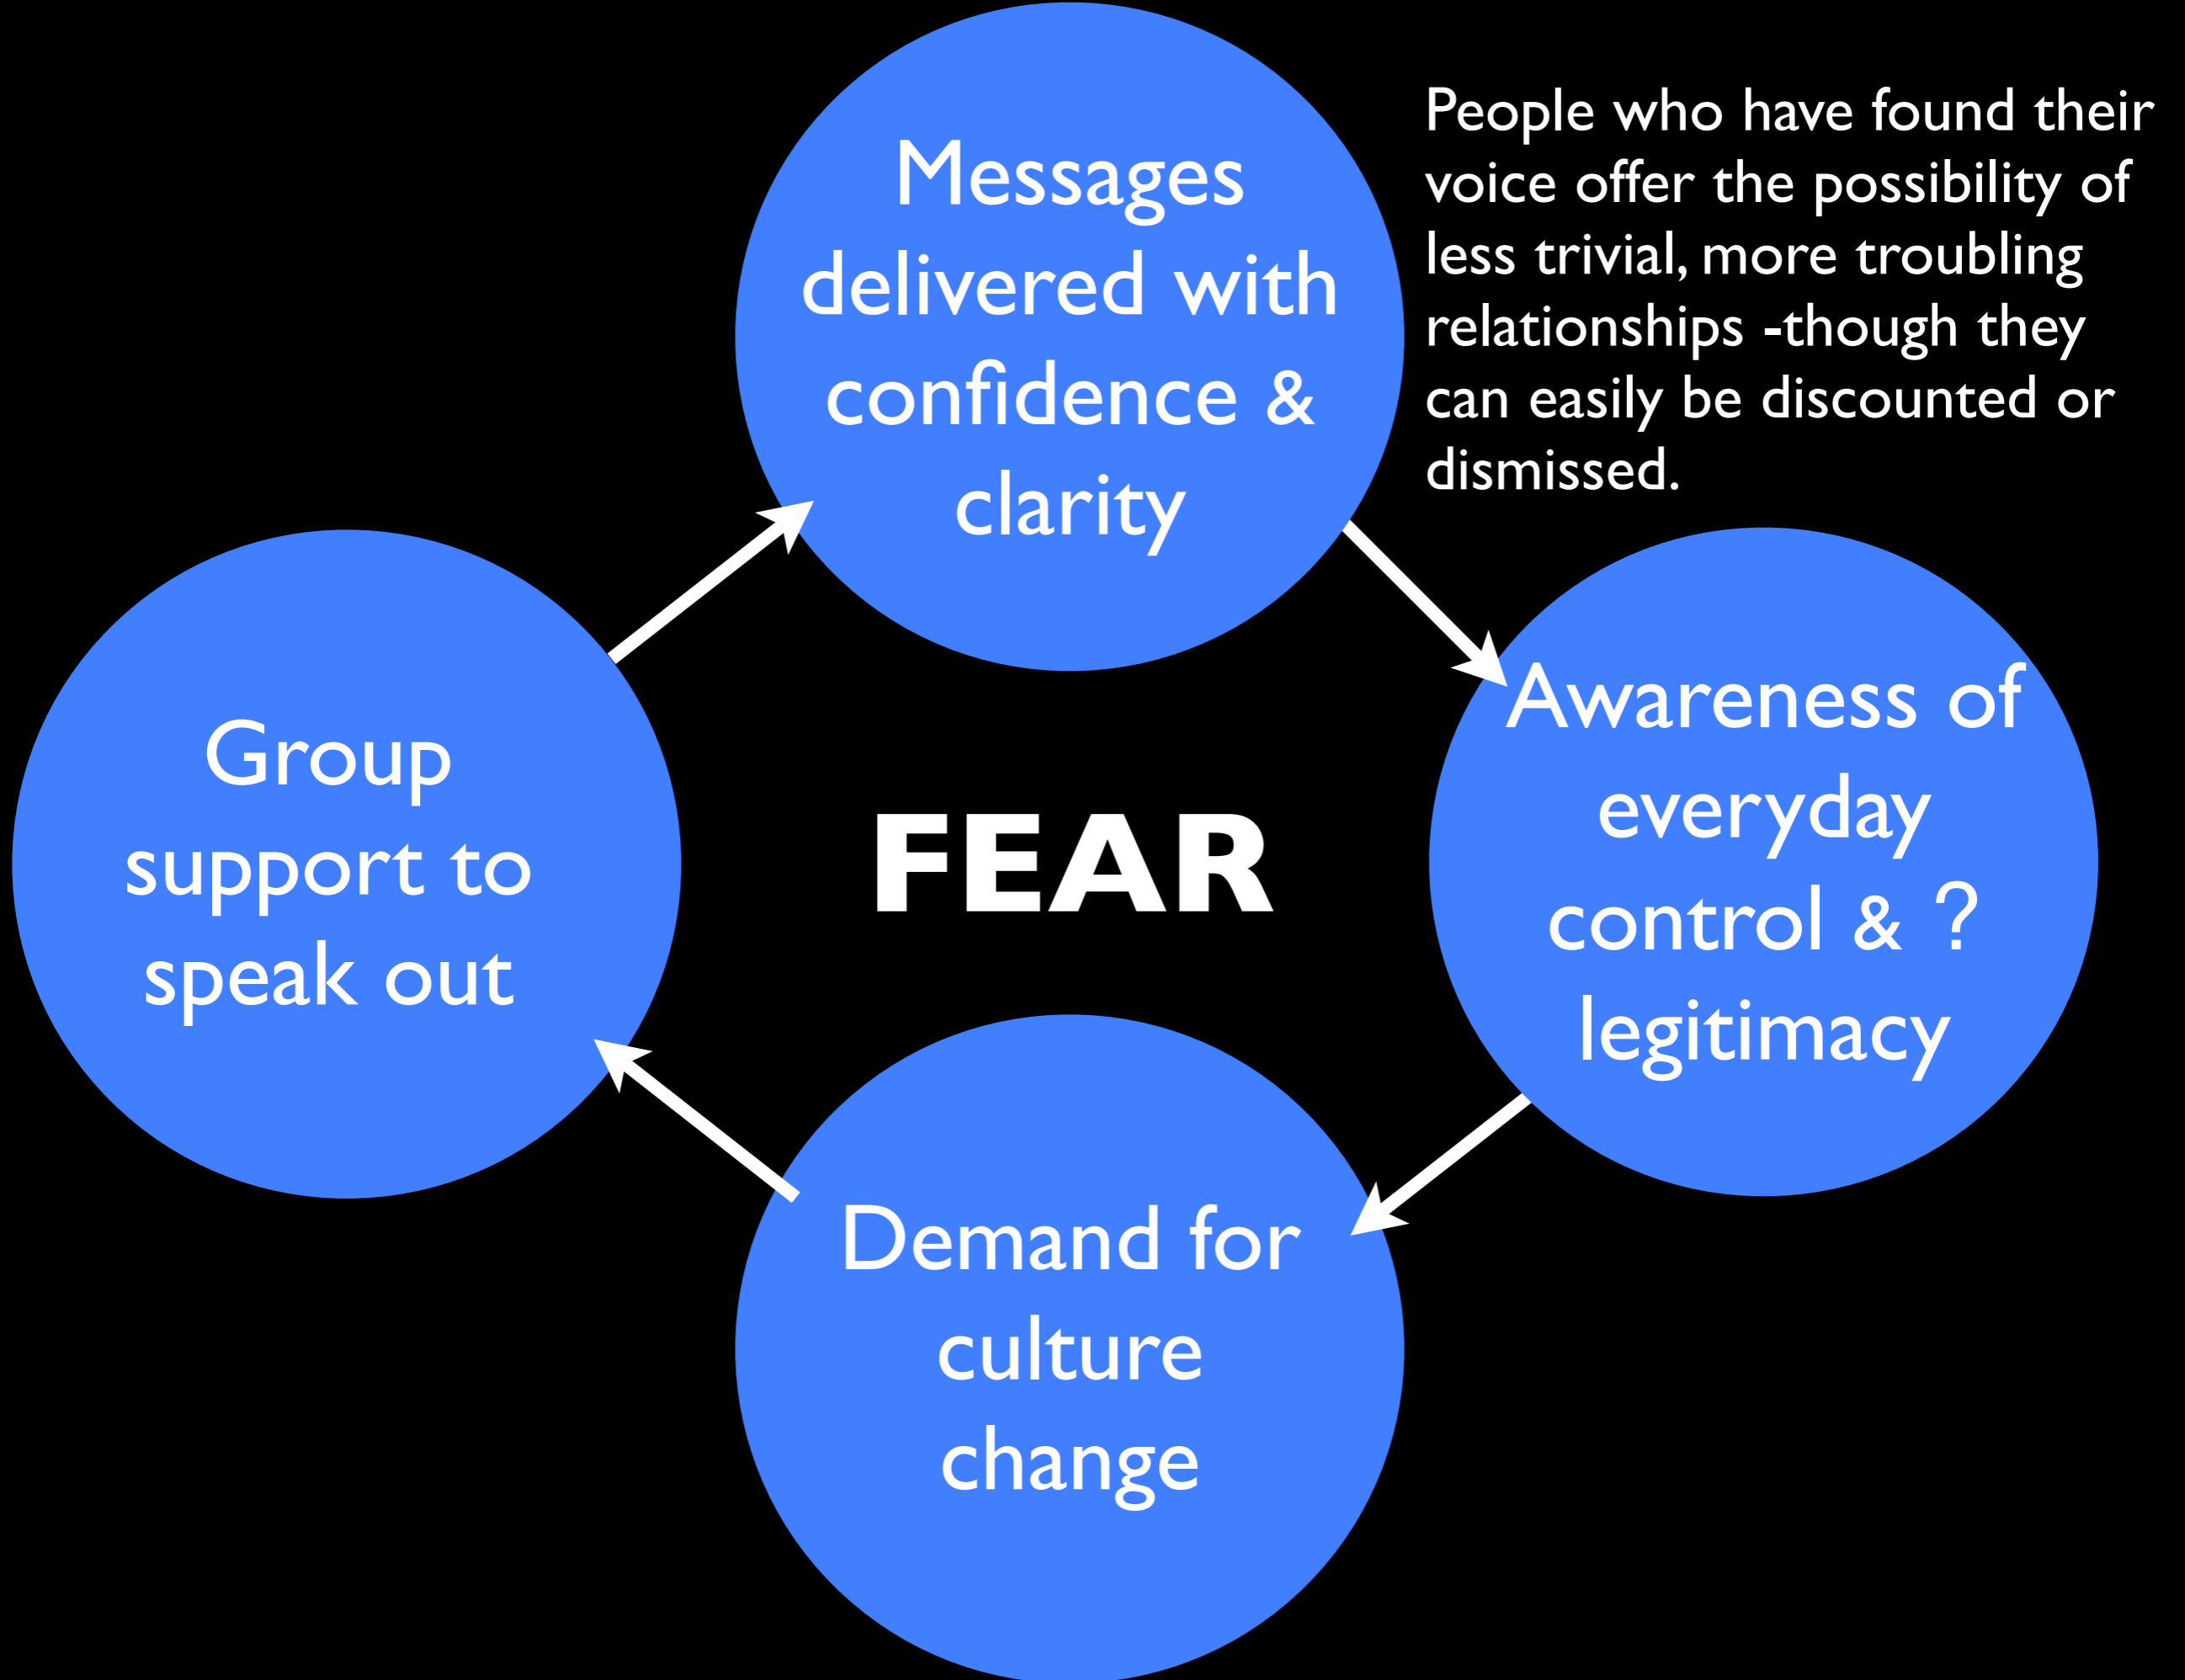 Messages
delivered with
confidence &
clarity
People who have found their
voice offer the possibility of
less trivial, more troubling
relationships -though they
can easily be discounted or
dismissed.
Awareness of
everyday
control & ?
legitimacy
Demand for
culture
change
Group
support to
speak out
FEAR